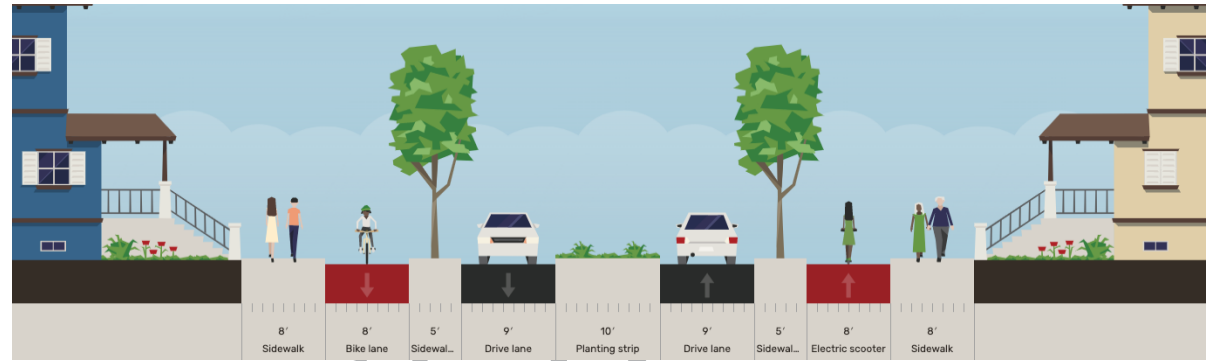 8′ 8′ 5′ 9′ 10′ 9′ 5′ 8′ 8′
Sidewalk Bike lane Sidewal... Drive lane Planting strip Drive lane Sidewal... Electric scooter Sidewalk